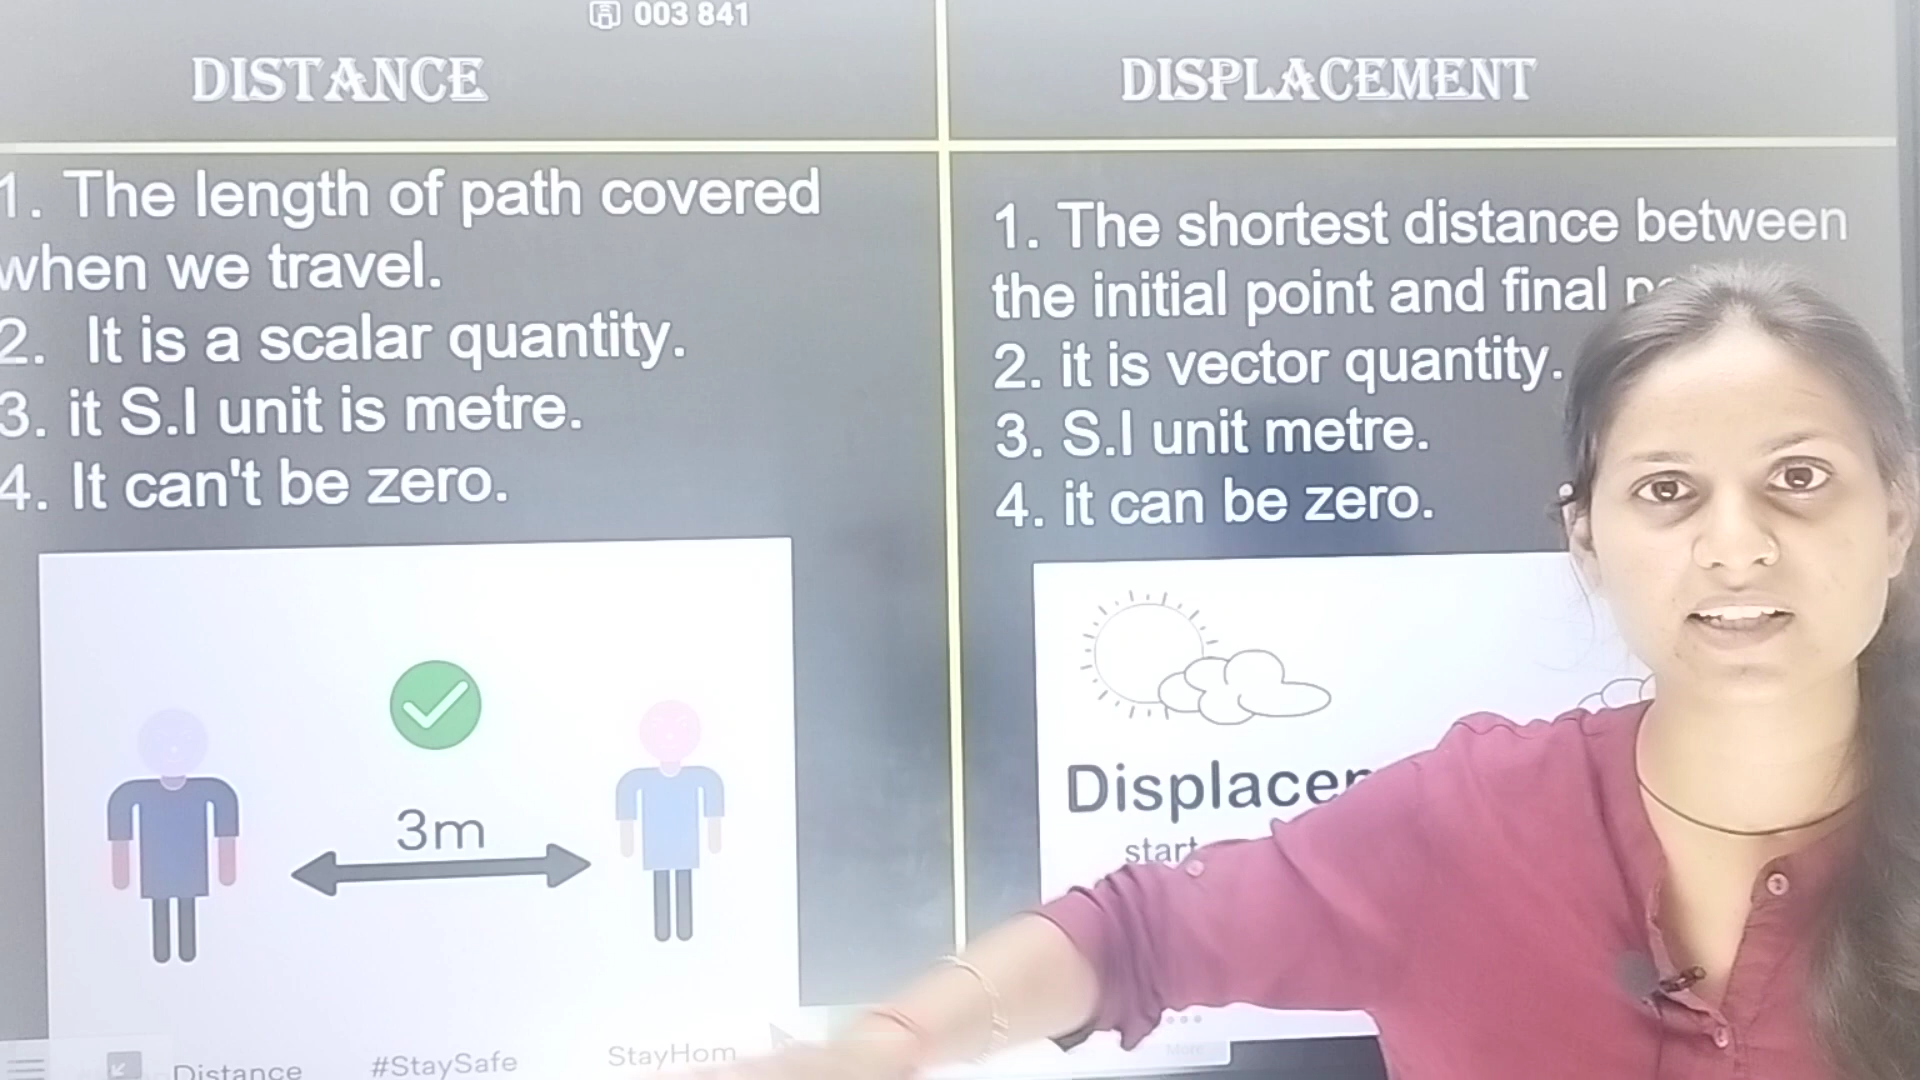 003 841
DISTANCE
1. The length of path covered
when we travel.
2. It is a scalar quantity.
3. it S.I unit is metre.
4. It can't be zero.
3m
Distance #StaySafe StayHom
DISPLACEMENT
1. The shortest distance between
the initial point and final
2. it is vector quantity.
3. S.I unit metre.
4. it can be zero.
Displacem
start
More